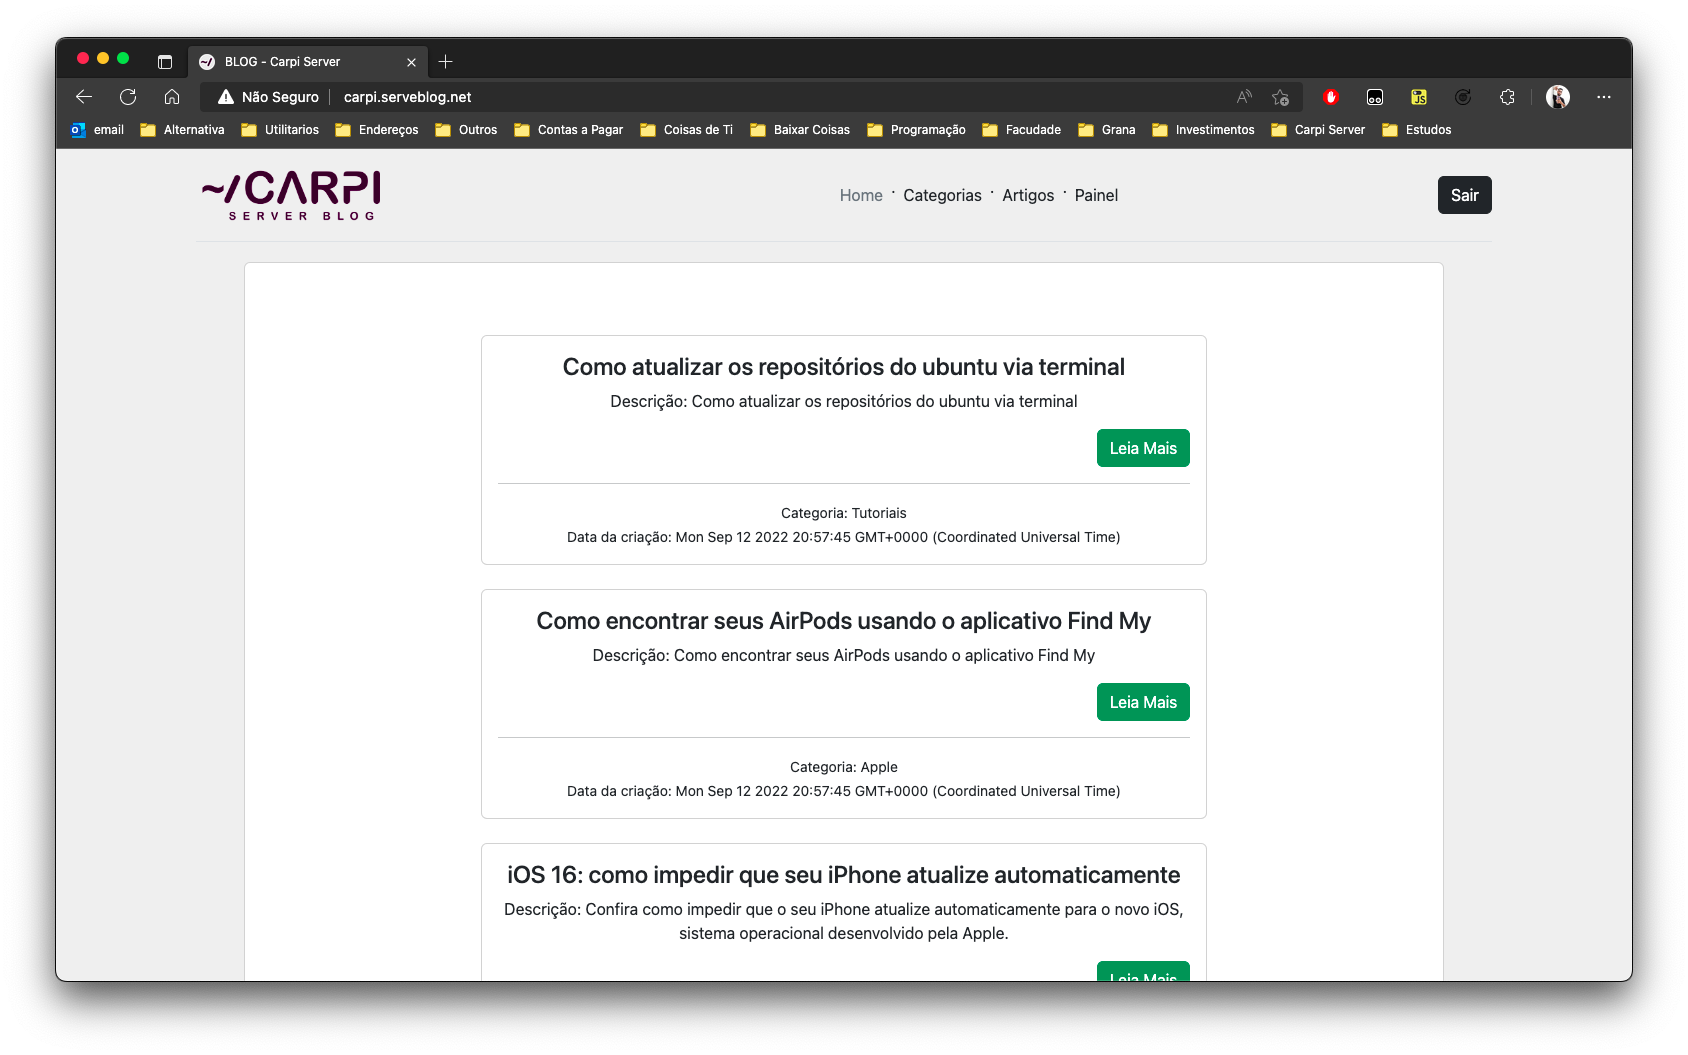 BLOG - Carpi Server
Não Seguro carpi.serveblog.net
email Alternativa Utilitarios Endereços Outros Contas a Pagar Coisas de Ti Baixar Coisas Programação Facudade Grana Investimentos Carpi Server Estudos
~/CARPI
SERVER BLOG
Home · Categorias · Artigos · Painel
Sair
Como atualizar os repositórios do ubuntu via terminal
Descrição: Como atualizar os repositórios do ubuntu via terminal
Leia Mais
Categoria: Tutoriais
Data da criação: Mon Sep 12 2022 20:57:45 GMT+0000 (Coordinated Universal Time)
Como encontrar seus AirPods usando o aplicativo Find My
Descrição: Como encontrar seus AirPods usando o aplicativo Find My
Leia Mais
Categoria: Apple
Data da criação: Mon Sep 12 2022 20:57:45 GMT+0000 (Coordinated Universal Time)
iOS 16: como impedir que seu iPhone atualize automaticamente
Descrição: Confira como impedir que o seu iPhone atualize automaticamente para o novo iOS,
sistema operacional desenvolvido pela Apple.
Leia Mais